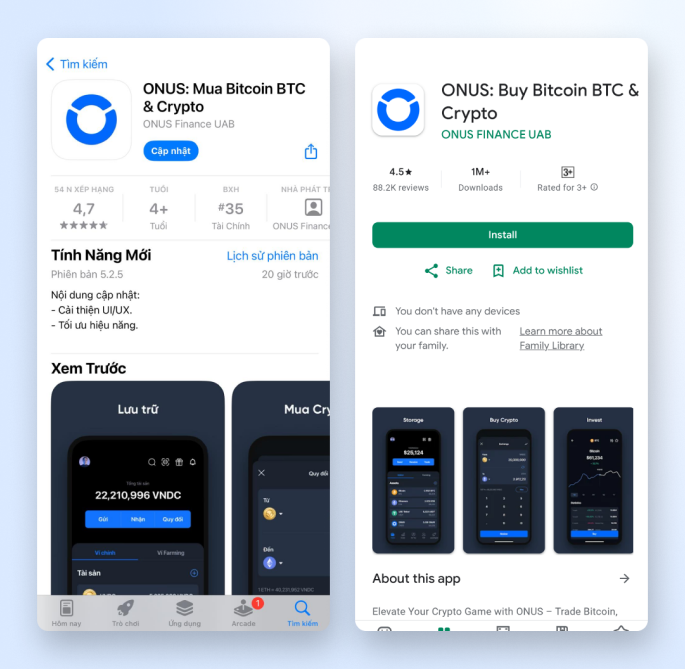 Tìm kiếm
ONUS: Mua Bitcoin BTC
& Crypto
ONUS Finance UAB
Cập nhật
54 N XẾP HẠNG
TUỔI
BXH
NHÀ PHÁT TR
4,7
4+
#35
Tuổi
Tài Chính
ONUS Finance
Tính Năng Mới
Lịch sử phiên bản
Phiên bản 5.2.5
20 giờ trước
Nội dung cập nhật:
- Cải thiện UI/UX.
- Tối ưu hiệu năng.
Xem Trước
Lưu trữ
Mua Cry
Tổng tài sản
22,210,996 VNDC
Gửi
Nhận
Quy đổi
Ví chính
Ví Farming
Tài sản
Quy đổi
Từ
Đến
Hôm nay
Trò chơi
Ứng dụng
Arcade
1
Tìm kiếm
ONUS: Buy Bitcoin BTC &
Crypto
ONUS FINANCE UAB
4.5★
1M+
3+
88.2K reviews
Downloads
Rated for 3+
Install
Share
Add to wishlist
You don't have any devices
You can share this with
your family.
Learn more about
Family Library
Storage
Buy Crypto
Invest
$25,124
Bitcoin
$61,234
About this app
Elevate Your Crypto Game with ONUS – Trade Bitcoin,